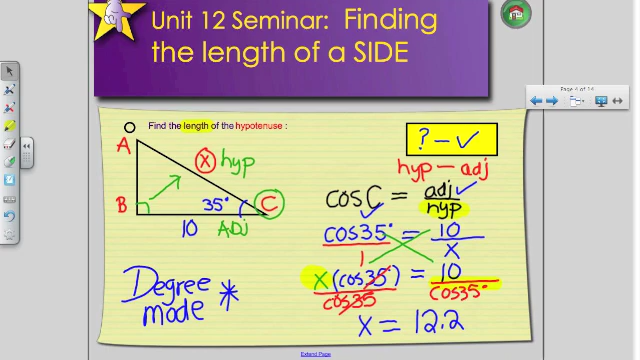 Unit 12 Seminar: Finding
the length of a SIDE
Page 4 of 14
Find the length of the hypotenuse :
? - ✓
hyp - adj
A
x hyp
B
35°
C
10
ADJ
cosC = adj ✓
hyp
✓
cos35° = 10
1
x
x (cos35°) = 10
cos35
cos35°
x = 12.2
Degree
mode *
Extend Page